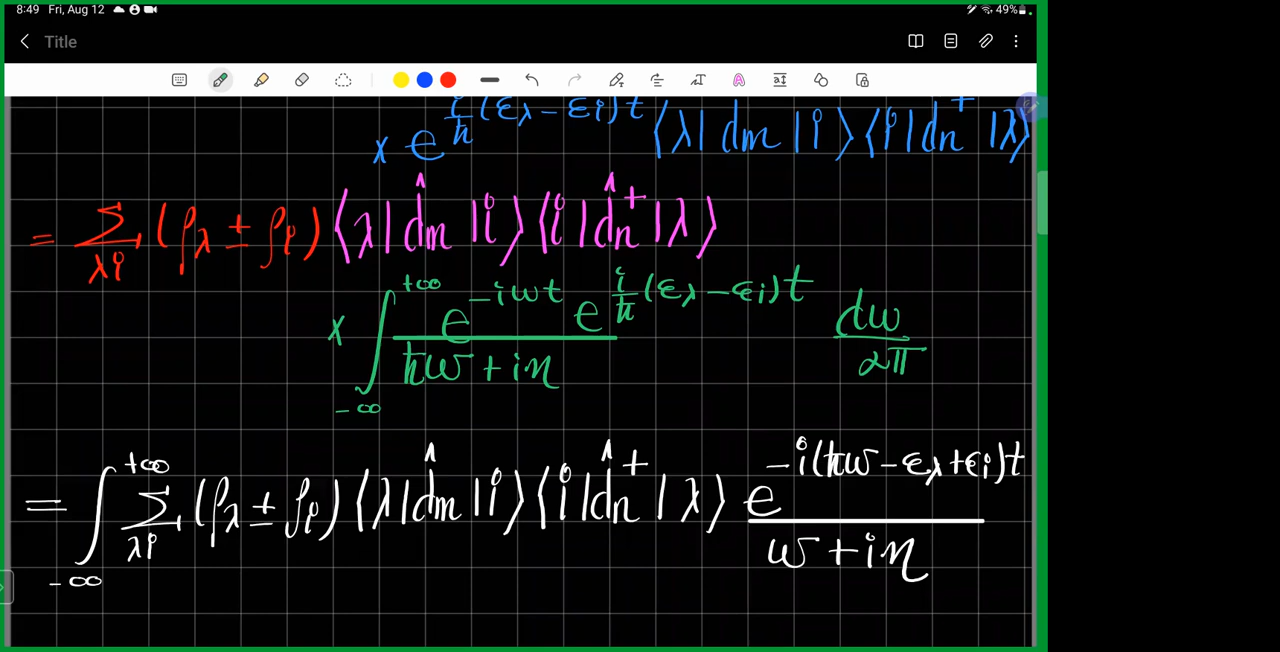 8:49 Fri, Aug 12 49%
Title
× e^{i/ħ (ε_λ − ε_i) t} ⟨λ| d_m |i⟩⟨i| d_n^+ |λ⟩
= Σ_{λi} (ρ_λ ± ρ_i) ⟨λ| d̂_m |i⟩⟨i| d̂_n^+ |λ⟩
× ∫_{−∞}^{+∞} e^{−iωt} e^{i/ħ (ε_λ − ε_i) t} / (ħω + iη) dω/2π
= ∫_{−∞}^{+∞} Σ_{λi} (ρ_λ ± ρ_i) ⟨λ| d̂_m |i⟩⟨i| d̂_n^+ |λ⟩ e^{−i(ħω − ε_λ + ε_i)t} / (ω + iη)